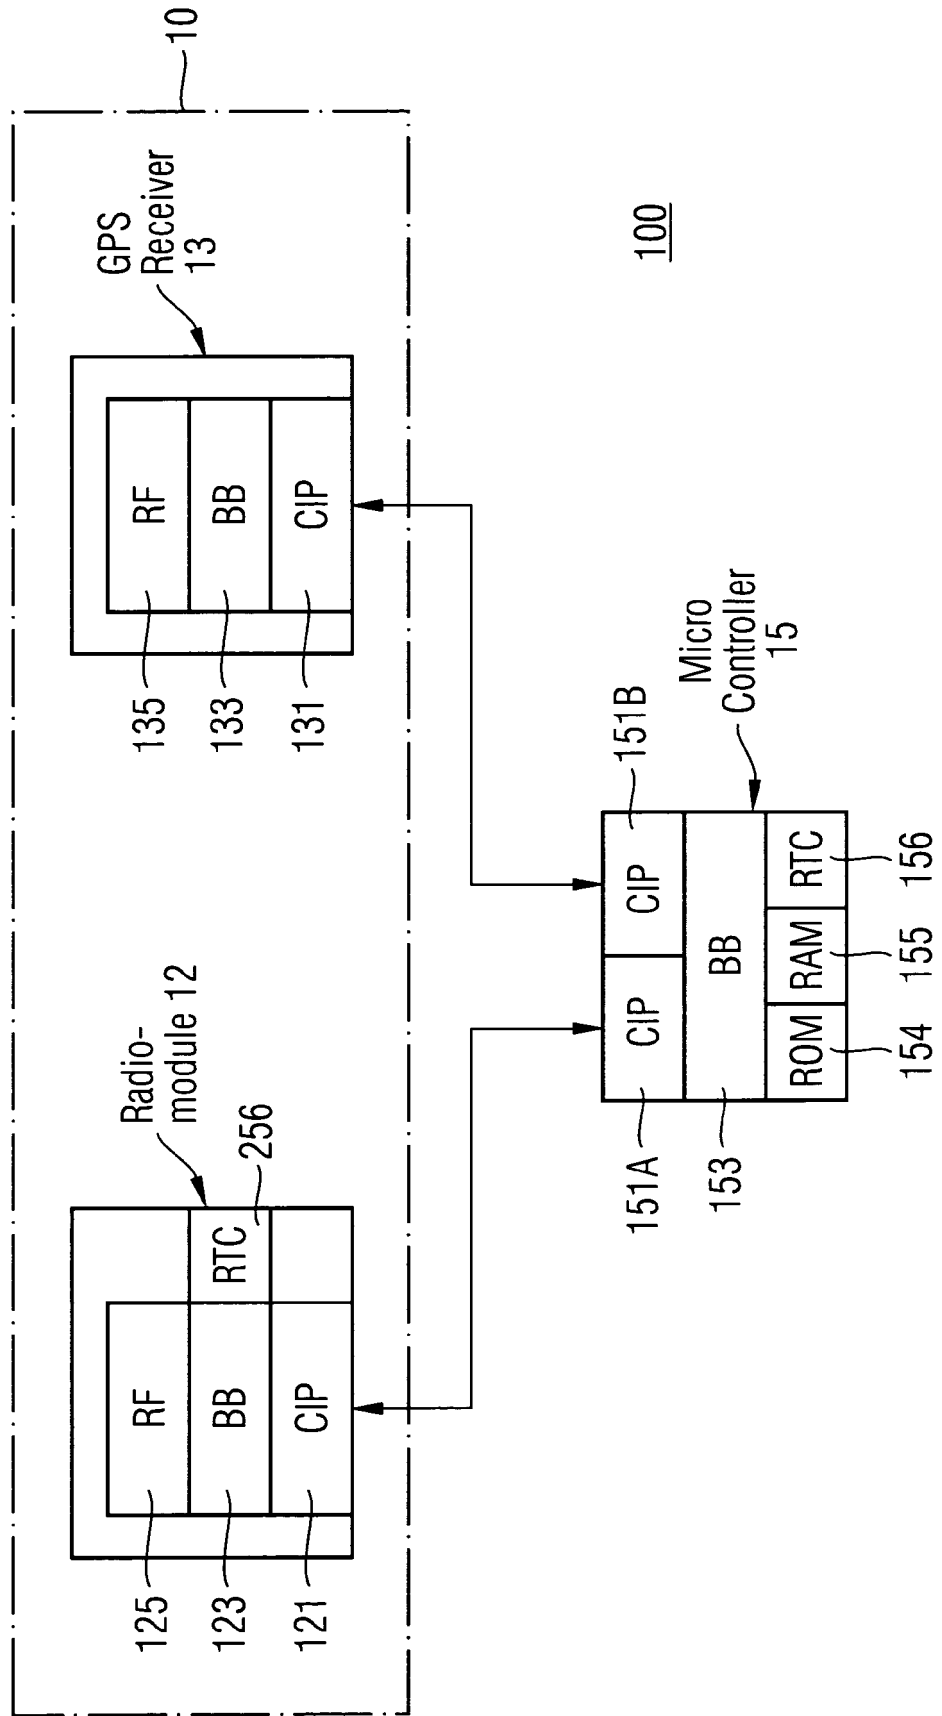 10
Radio-
module 12
256
GPS
Receiver
13
RF
BB
RTC
CIP
125
123
121
RF
BB
CIP
135
133
131
100
151A
CIP
CIP
151B
Micro
Controller
15
153
BB
ROM
RAM
RTC
154
155
156